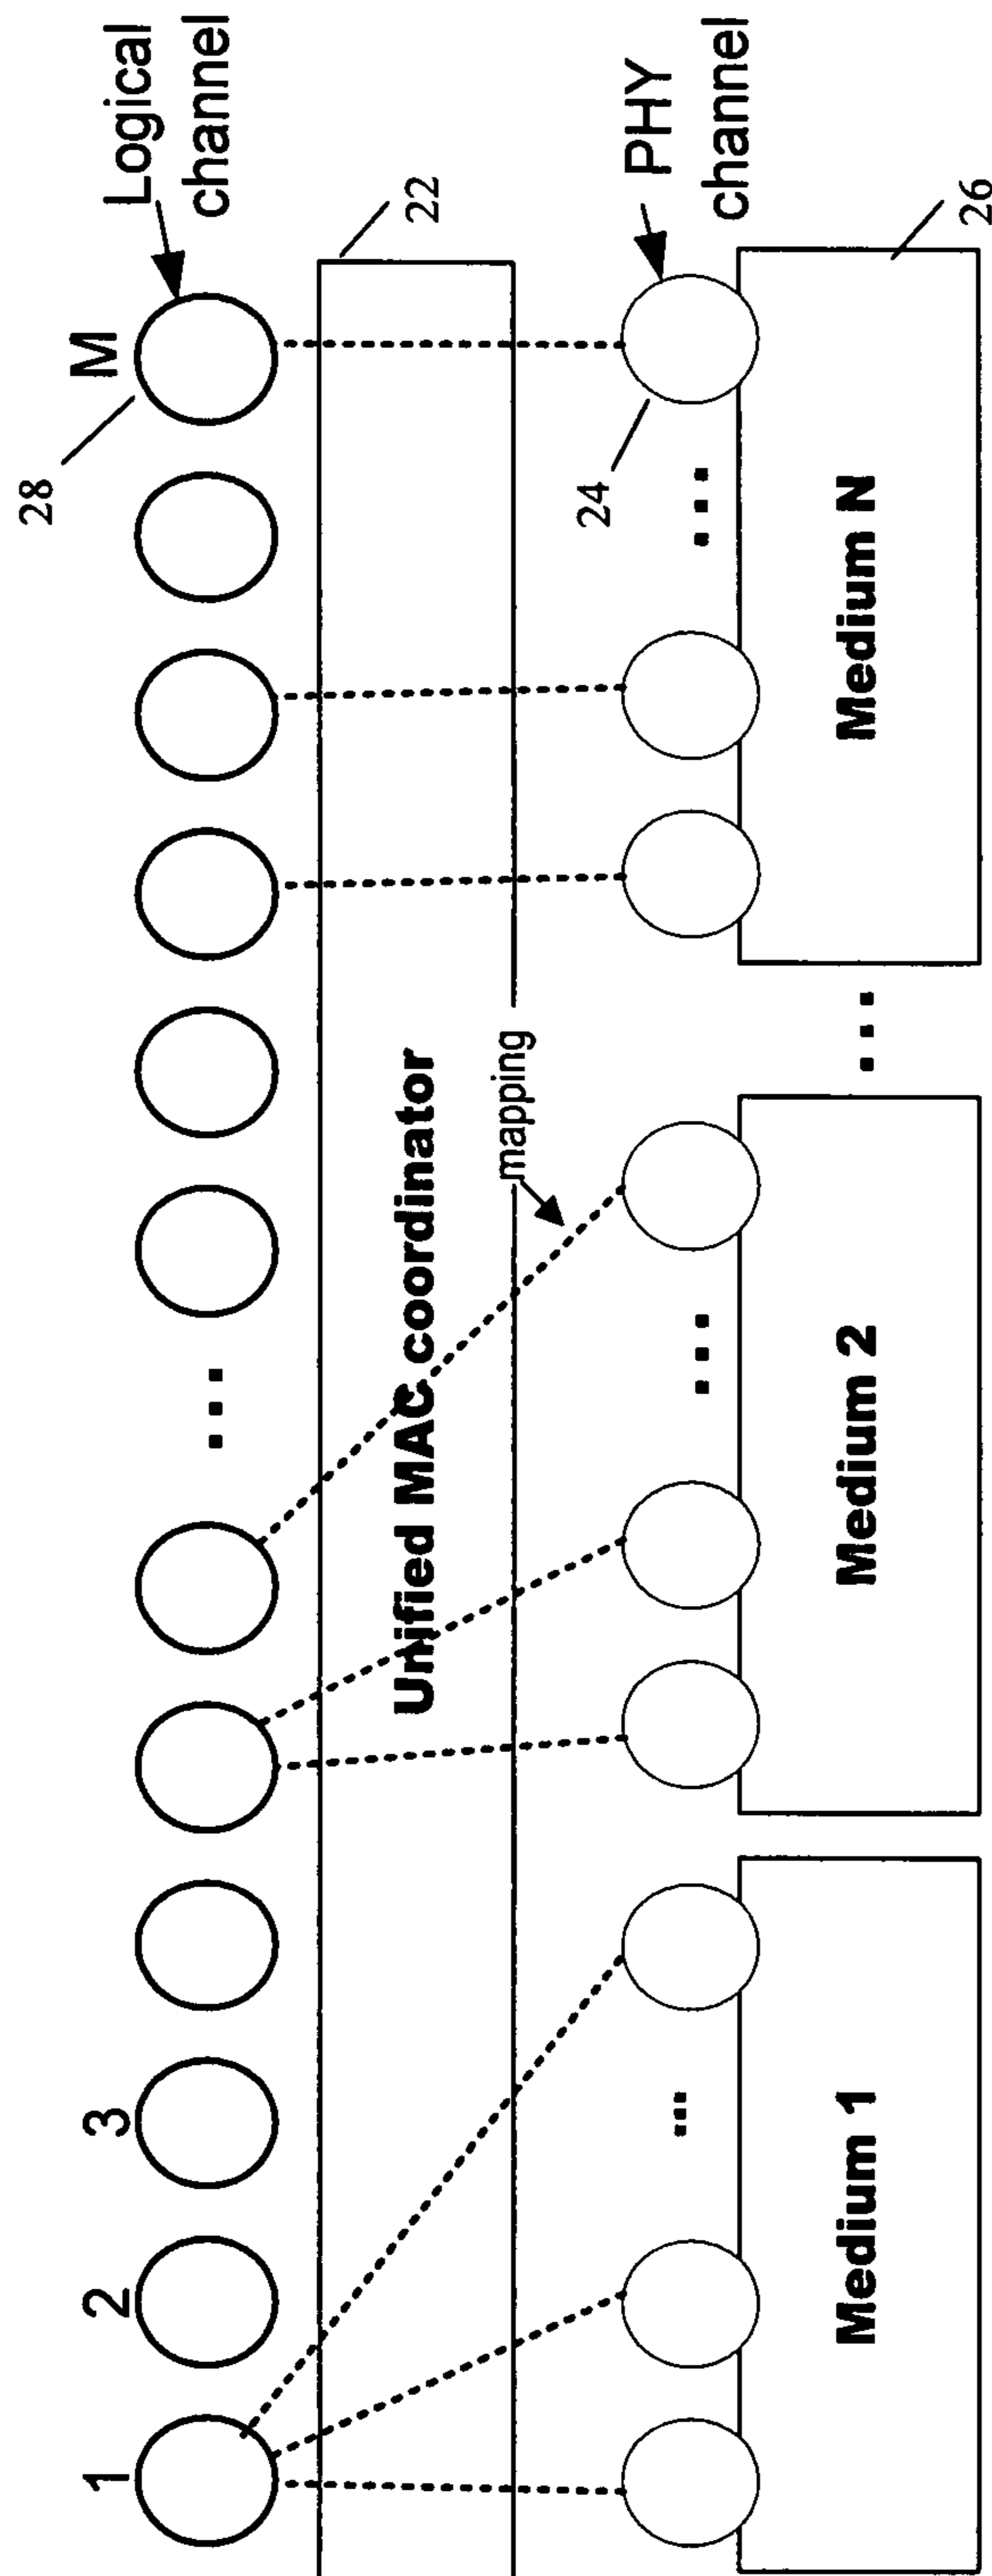 1 2 3 ... M
Logical
channel
28
22
Unified MAC coordinator
mapping
PHY
channel
24
... ... ...
Medium 1 Medium 2 ... Medium N
26